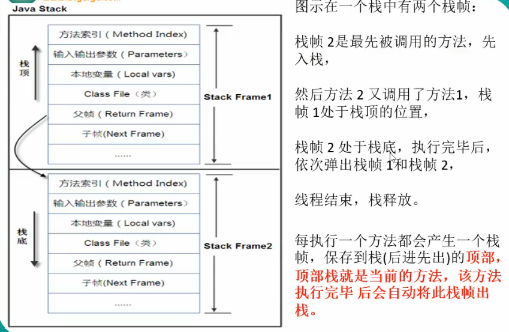 Java Stack
方法索引 ( Method Index)
输入输出参数 ( Parameters)
本地变量 ( Local vars)
Class File ( 类 )
父帧 ( Return Frame)
子帧(Next Frame)
......
栈顶
Stack Frame1
方法索引 ( Method Index)
输入输出参数 ( Parameters)
本地变量 ( Local vars)
Class File ( 类 )
父帧 ( Return Frame)
子帧(Next Frame)
......
栈底
Stack Frame2
图示在一个栈中有两个栈帧：
栈帧 2是最先被调用的方法，先
入栈，
然后方法 2 又调用了方法1，栈
帧 1处于栈顶的位置，
栈帧 2 处于栈底，执行完毕后，
依次弹出栈帧 1和栈帧 2，
线程结束，栈释放。
每执行一个方法都会产生一个栈
帧，保存到栈(后进先出)的顶部，
顶部栈就是当前的方法，该方法
执行完毕 后会自动将此栈帧出
栈。